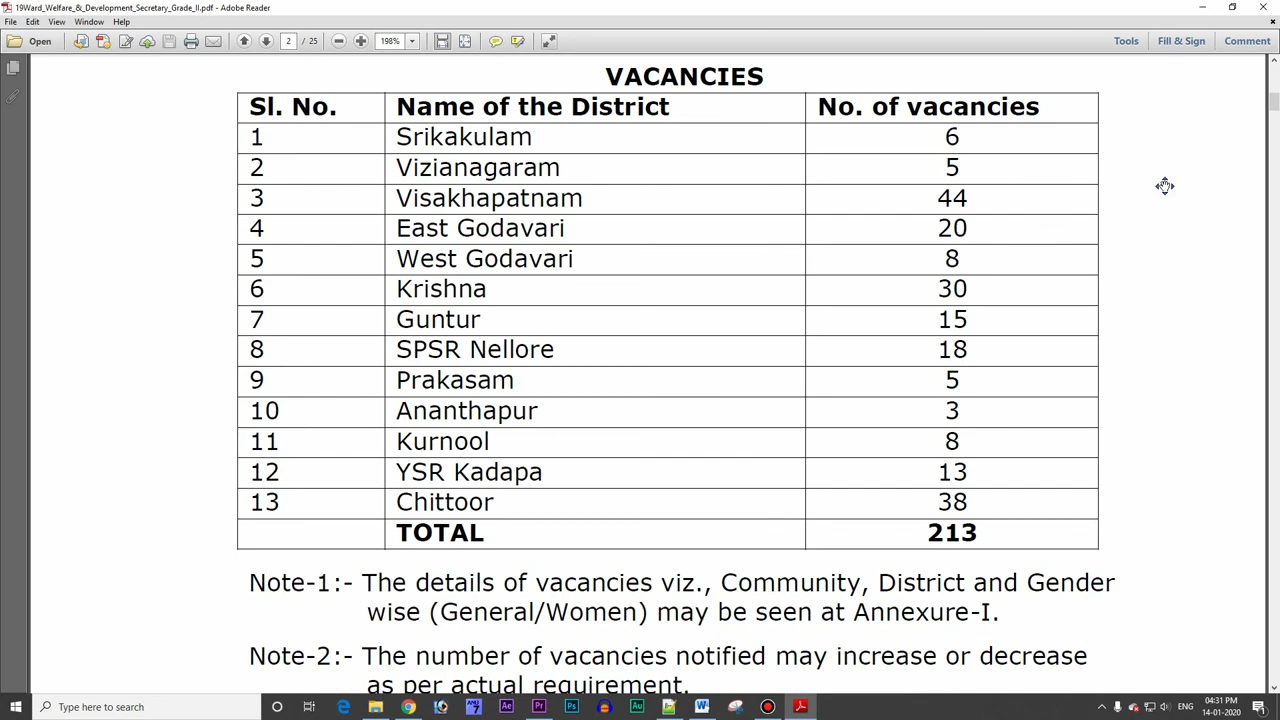 19Ward_Welfare_&_Development_Secretary_Grade_II.pdf - Adobe Reader
File Edit View Window Help
Open 2 / 25 198% Tools Fill & Sign Comment
VACANCIES
Sl. No. Name of the District No. of vacancies
1 Srikakulam 6
2 Vizianagaram 5
3 Visakhapatnam 44
4 East Godavari 20
5 West Godavari 8
6 Krishna 30
7 Guntur 15
8 SPSR Nellore 18
9 Prakasam 5
10 Ananthapur 3
11 Kurnool 8
12 YSR Kadapa 13
13 Chittoor 38
TOTAL 213
Note-1:- The details of vacancies viz., Community, District and Gender
wise (General/Women) may be seen at Annexure-I.
Note-2:- The number of vacancies notified may increase or decrease
as per actual requirement.
Type here to search
ENG
04:31 PM
14-01-2020